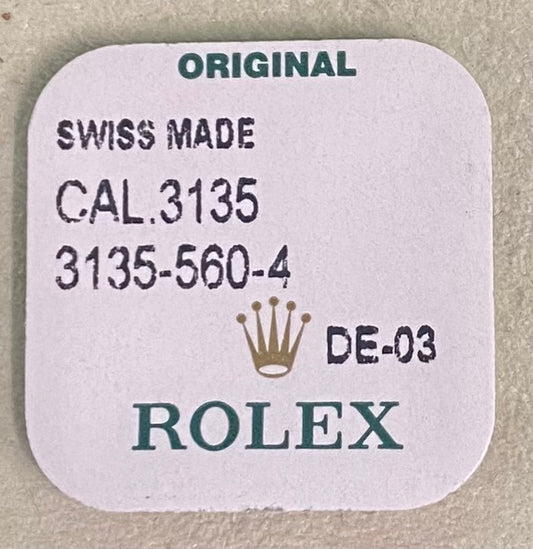 ORIGINAL
SWISS MADE
CAL.3135
3135-560-4
DE-03
ROLEX